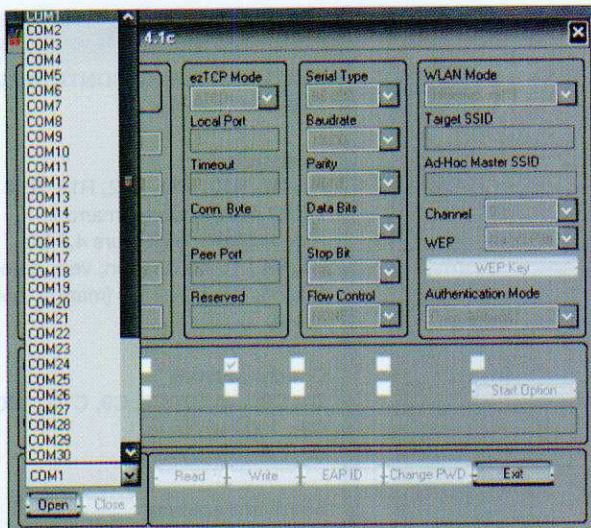 COM1
4.1c
COM2
COM3
COM4
COM5
COM6
COM7
COM8
COM9
COM10
COM11
COM12
COM13
COM14
COM15
COM16
COM17
COM18
COM19
COM20
COM21
COM22
COM23
COM24
COM25
COM26
COM27
COM28
COM29
COM30
COM1
Open
Close
ezTCP Mode
Local Port
Timeout
Conn. Byte
Peer Port
Reserved
Serial Type
Baudrate
Parity
Data Bits
Stop Bit
Flow Control
WLAN Mode
Target SSID
Ad-Hoc Master SSID
Channel
WEP
WEP Key
Authentication Mode
Start Option
Read
Write
EAP ID
Change PWD
Exit